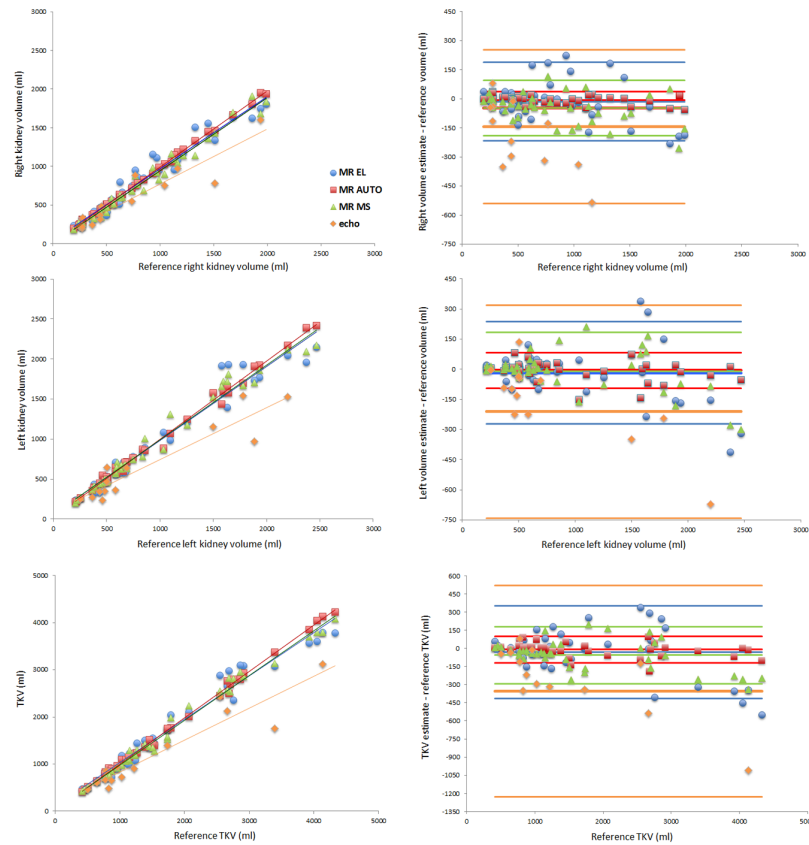 3000
2500
2000
1500
1000
500
0
Right kidney volume (ml)
0 500 1000 1500 2000 2500 3000
Reference right kidney volume (ml)
MR EL
MR AUTO
MR MS
echo
450
300
150
0
-150
-300
-450
-600
-750
Right volume estimate - reference volume (ml)
0 500 1000 1500 2000 2500 3000
Reference right kidney volume (ml)
3000
2500
2000
1500
1000
500
0
Left kidney volume (ml)
0 500 1000 1500 2000 2500 3000
Reference left kidney volume (ml)
450
300
150
0
-150
-300
-450
-600
-750
Left volume estimate - reference volume (ml)
0 500 1000 1500 2000 2500 3000
Reference left kidney volume (ml)
5000
4000
3000
2000
1000
0
TKV (ml)
0 1000 2000 3000 4000 5000
Reference TKV (ml)
600
450
300
150
0
-150
-300
-450
-600
-750
-900
-1050
-1200
-1350
TKV estimate - reference TKV (ml)
0 1000 2000 3000 4000 5000
Reference TKV (ml)